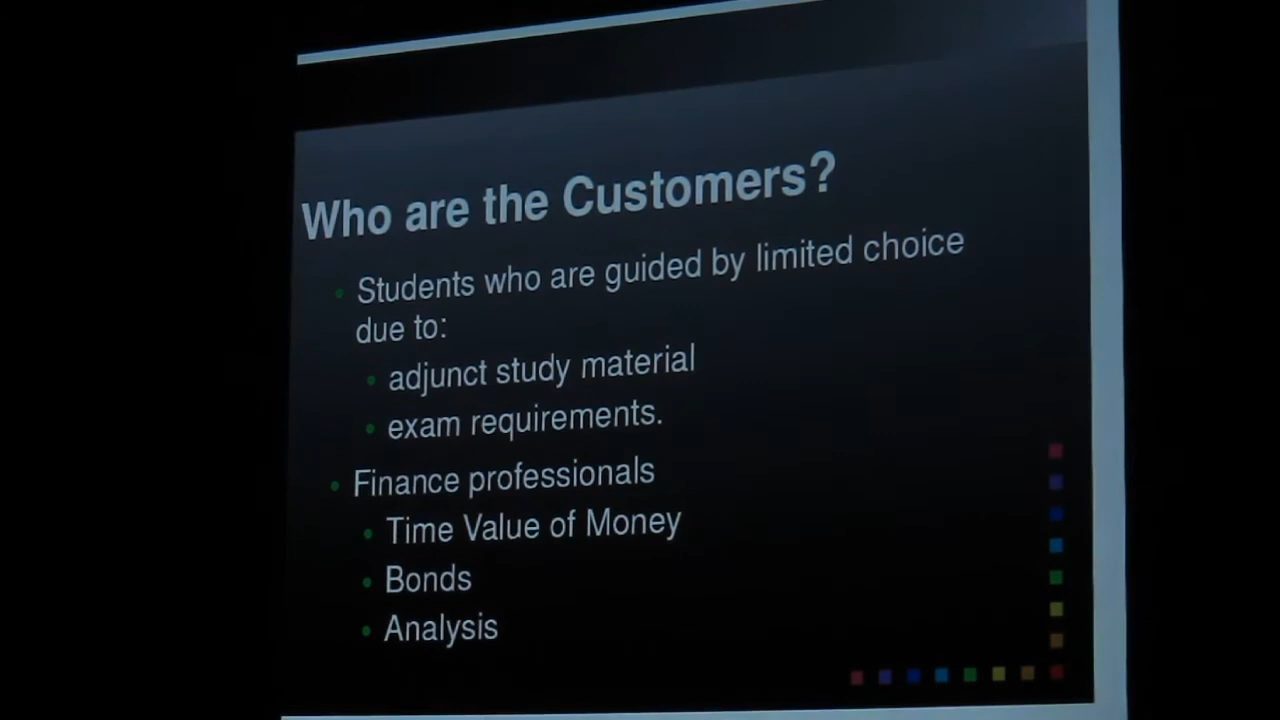 Who are the Customers?
Students who are guided by limited choice
due to:
adjunct study material
exam requirements.
Finance professionals
Time Value of Money
Bonds
Analysis